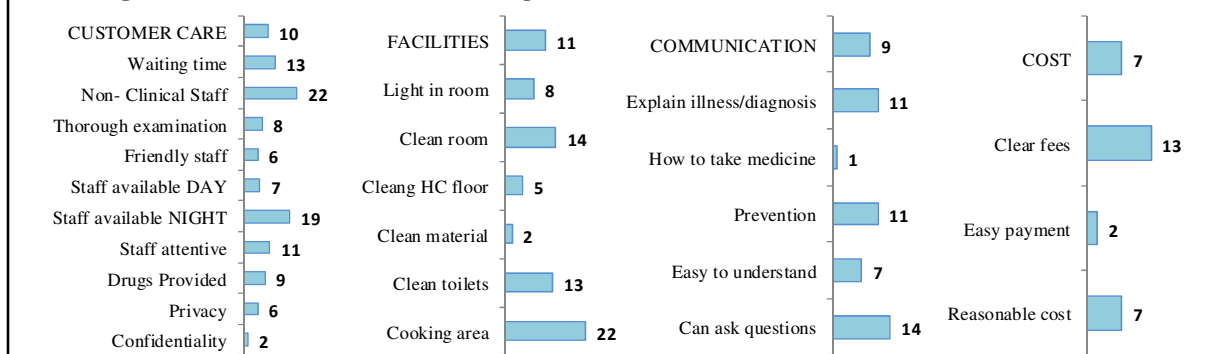 CUSTOMER CARE 10
Waiting time 13
Non- Clinical Staff 22
Thorough examination 8
Friendly staff 6
Staff available DAY 7
Staff available NIGHT 19
Staff attentive 11
Drugs Provided 9
Privacy 6
Confidentiality 2
FACILITIES 11
Light in room 8
Clean room 14
Cleang HC floor 5
Clean material 2
Clean toilets 13
Cooking area 22
COMMUNICATION 9
Explain illness/diagnosis 11
How to take medicine 1
Prevention 11
Easy to understand 7
Can ask questions 14
COST 7
Clear fees 13
Easy payment 2
Reasonable cost 7